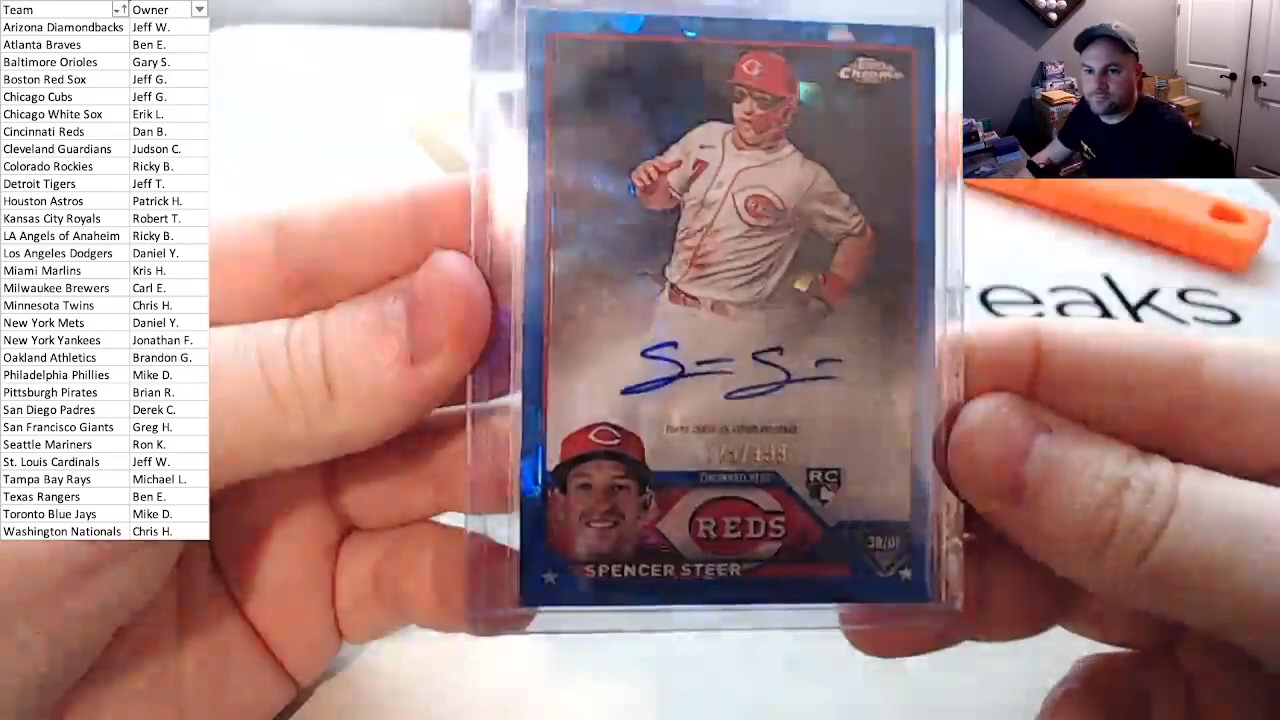 Team Owner
Arizona Diamondbacks Jeff W.
Atlanta Braves Ben E.
Baltimore Orioles Gary S.
Boston Red Sox Jeff G.
Chicago Cubs Jeff G.
Chicago White Sox Erik L.
Cincinnati Reds Dan B.
Cleveland Guardians Judson C.
Colorado Rockies Ricky B.
Detroit Tigers Jeff T.
Houston Astros Patrick H.
Kansas City Royals Robert T.
LA Angels of Anaheim Ricky B.
Los Angeles Dodgers Daniel Y.
Miami Marlins Kris H.
Milwaukee Brewers Carl E.
Minnesota Twins Chris H.
New York Mets Daniel Y.
New York Yankees Jonathan F.
Oakland Athletics Brandon G.
Philadelphia Phillies Mike D.
Pittsburgh Pirates Brian R.
San Diego Padres Derek C.
San Francisco Giants Greg H.
Seattle Mariners Ron K.
St. Louis Cardinals Jeff W.
Tampa Bay Rays Michael L.
Texas Rangers Ben E.
Toronto Blue Jays Mike D.
Washington Nationals Chris H.
Topps
Chrome
CINCINNATI REDS
RC
REDS
SPENCER STEER
eaks